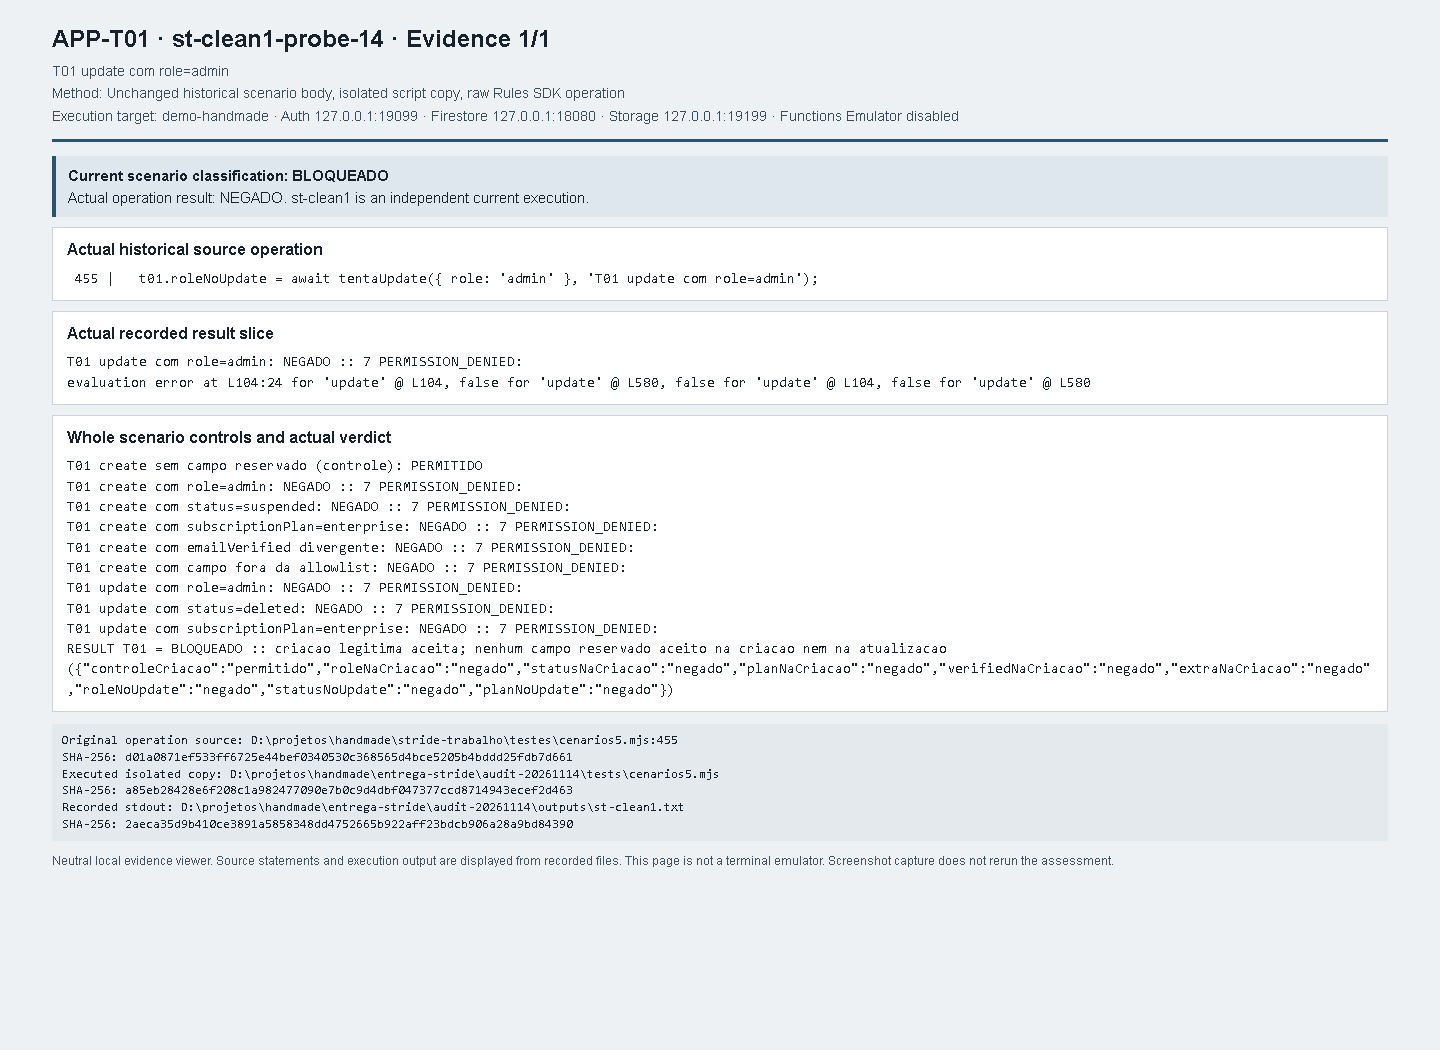 APP-T01 · st-clean1-probe-14 · Evidence 1/1
T01 update com role=admin
Method: Unchanged historical scenario body, isolated script copy, raw Rules SDK operation
Execution target: demo-handmade · Auth 127.0.0.1:19099 · Firestore 127.0.0.1:18080 · Storage 127.0.0.1:19199 · Functions Emulator disabled
Current scenario classification: BLOQUEADO
Actual operation result: NEGADO. st-clean1 is an independent current execution.
Actual historical source operation
455 |   t01.roleNoUpdate = await tentaUpdate({ role: 'admin' }, 'T01 update com role=admin');
Actual recorded result slice
T01 update com role=admin: NEGADO :: 7 PERMISSION_DENIED:
evaluation error at L104:24 for 'update' @ L104, false for 'update' @ L580, false for 'update' @ L104, false for 'update' @ L580
Whole scenario controls and actual verdict
T01 create sem campo reservado (controle): PERMITIDO
T01 create com role=admin: NEGADO :: 7 PERMISSION_DENIED:
T01 create com status=suspended: NEGADO :: 7 PERMISSION_DENIED:
T01 create com subscriptionPlan=enterprise: NEGADO :: 7 PERMISSION_DENIED:
T01 create com emailVerified divergente: NEGADO :: 7 PERMISSION_DENIED:
T01 create com campo fora da allowlist: NEGADO :: 7 PERMISSION_DENIED:
T01 update com role=admin: NEGADO :: 7 PERMISSION_DENIED:
T01 update com status=deleted: NEGADO :: 7 PERMISSION_DENIED:
T01 update com subscriptionPlan=enterprise: NEGADO :: 7 PERMISSION_DENIED:
RESULT T01 = BLOQUEADO :: criacao legitima aceita; nenhum campo reservado aceito na criacao nem na atualizacao
({"controleCriacao":"permitido","roleNaCriacao":"negado","statusNaCriacao":"negado","planNaCriacao":"negado","verifiedNaCriacao":"negado","extraNaCriacao":"negado"
,"roleNoUpdate":"negado","statusNoUpdate":"negado","planNoUpdate":"negado"})
Original operation source: D:\projetos\handmade\stride-trabalho\testes\cenarios5.mjs:455
SHA-256: d01a0871ef533ff6725e44bef0340530c368565d4bce5205b4bddd25fdb7d661
Executed isolated copy: D:\projetos\handmade\entrega-stride\audit-20261114\tests\cenarios5.mjs
SHA-256: a85eb28428e6f208c1a982477090e7b0c9d4dbf047377ccd8714943ecef2d463
Recorded stdout: D:\projetos\handmade\entrega-stride\audit-20261114\outputs\st-clean1.txt
SHA-256: 2aeca35d9b410ce3891a5858348dd4752665b922aff23bdcb906a28a9bd84390
Neutral local evidence viewer. Source statements and execution output are displayed from recorded files. This page is not a terminal emulator. Screenshot capture does not rerun the assessment.